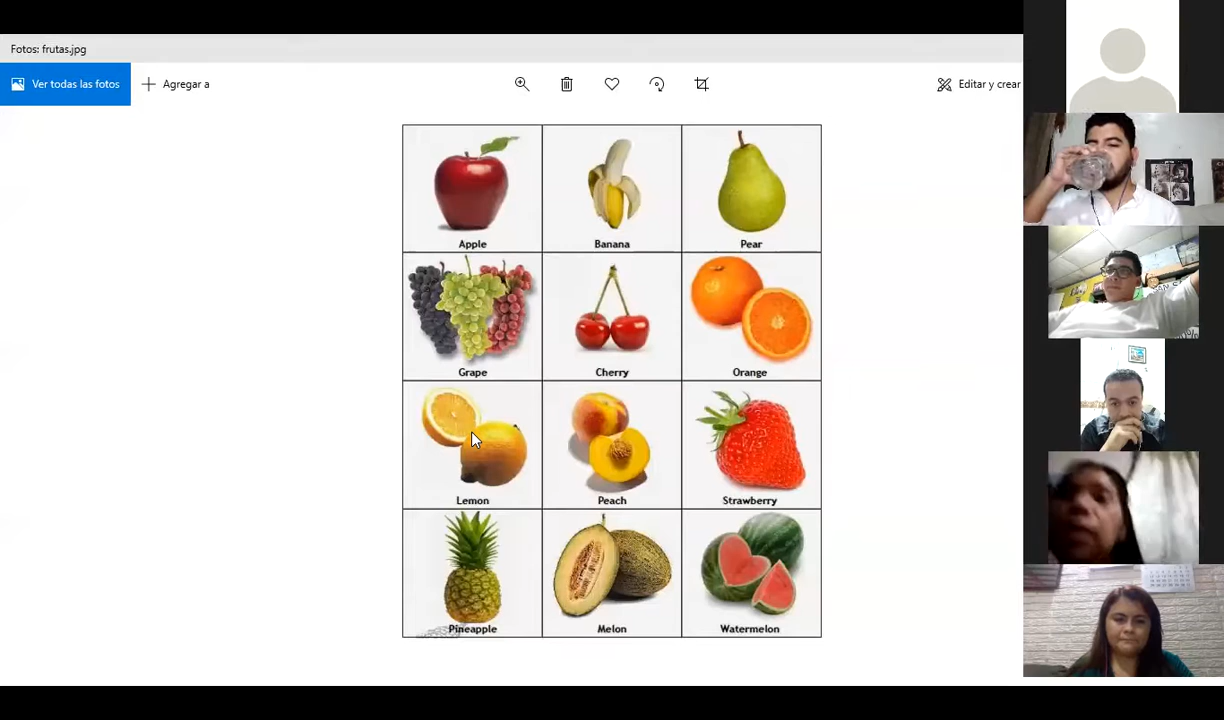 Fotos: frutas.jpg
Ver todas las fotos
Agregar a
Editar y crear
Apple
Banana
Pear
Grape
Cherry
Orange
Lemon
Peach
Strawberry
Pineapple
Melon
Watermelon